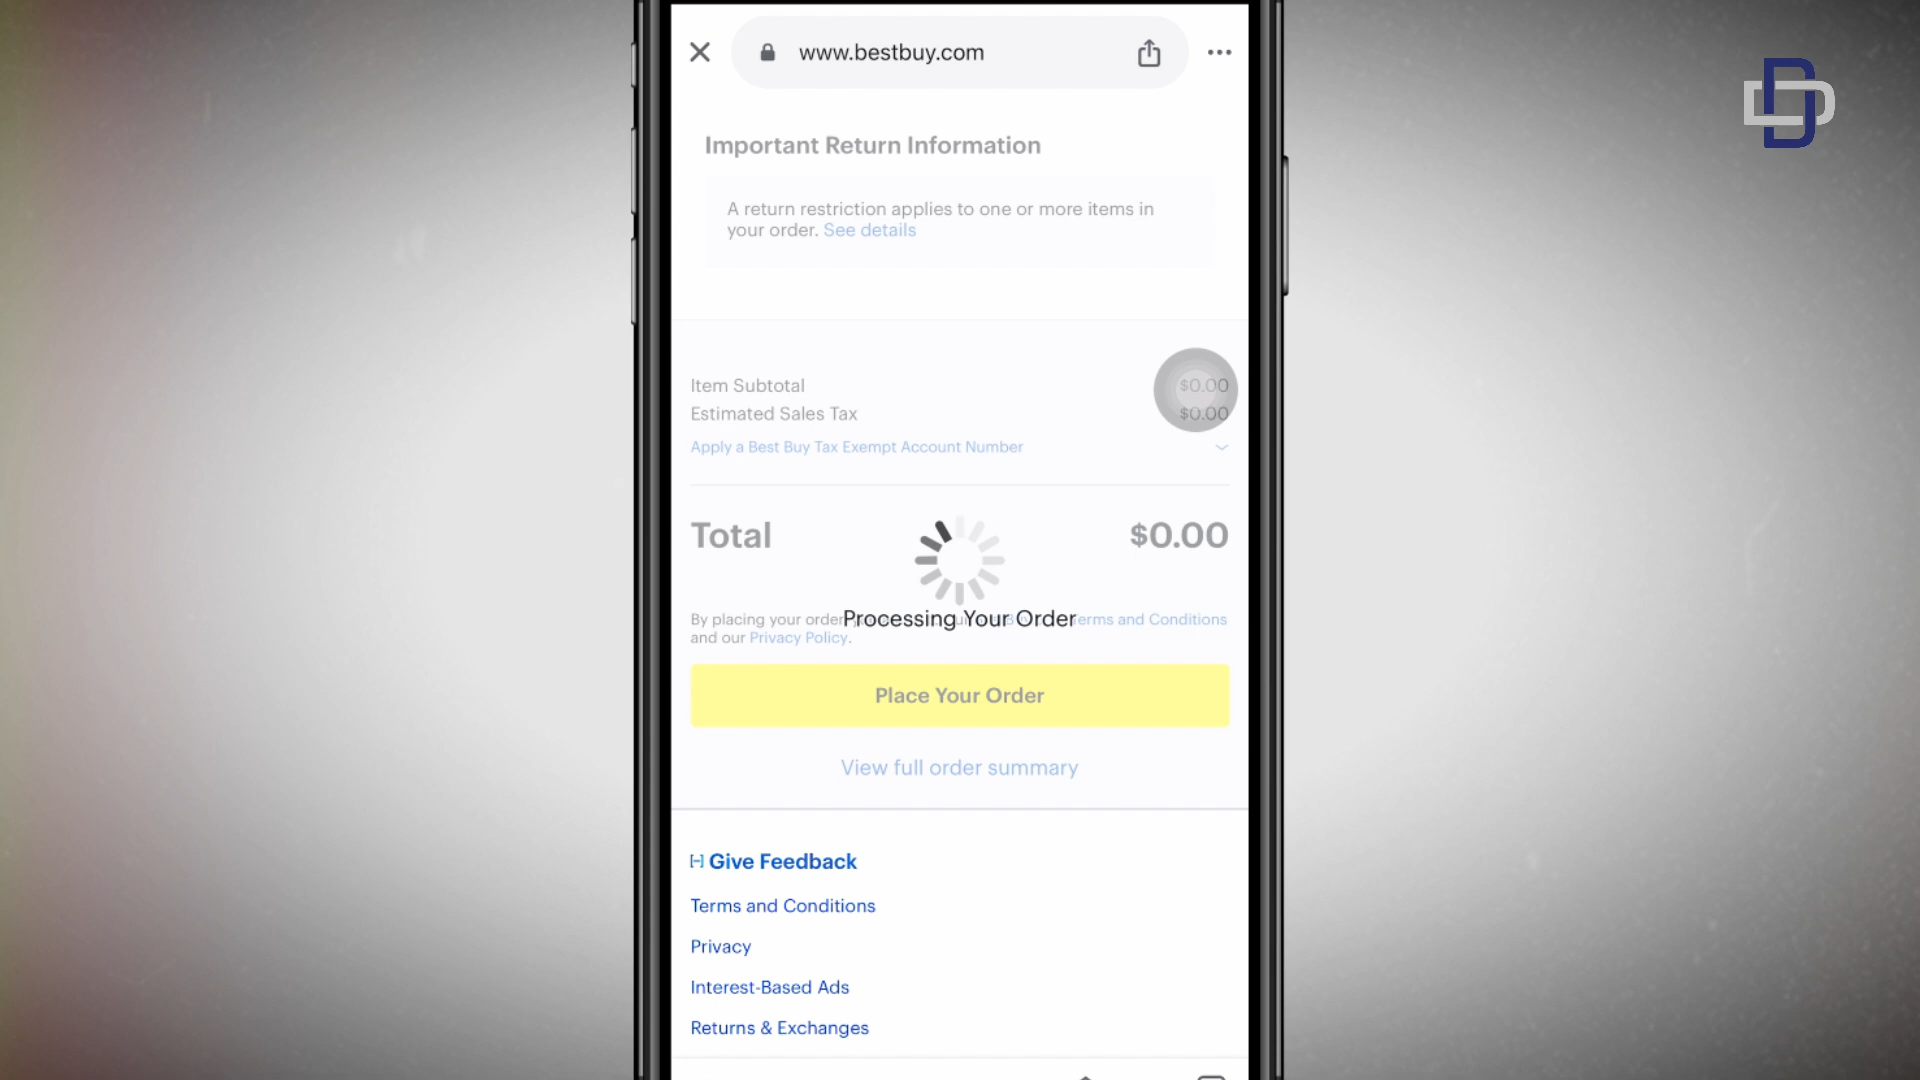 www.bestbuy.com
Important Return Information
A return restriction applies to one or more items in
your order. See details
Item Subtotal $0.00
Estimated Sales Tax $0.00
Apply a Best Buy Tax Exempt Account Number
Total $0.00
Processing Your Order
By placing your order Terms and Conditions
and our Privacy Policy.
Place Your Order
View full order summary
Give Feedback
Terms and Conditions
Privacy
Interest-Based Ads
Returns & Exchanges